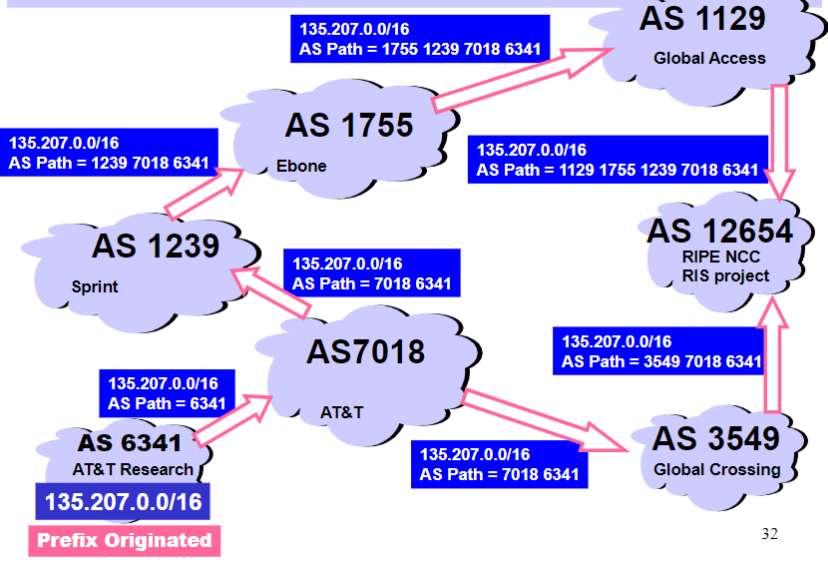 AS 1129
Global Access
135.207.0.0/16
AS Path = 1755 1239 7018 6341
AS 1755
Ebone
135.207.0.0/16
AS Path = 1239 7018 6341
135.207.0.0/16
AS Path = 1129 1755 1239 7018 6341
AS 12654
RIPE NCC
RIS project
AS 1239
Sprint
135.207.0.0/16
AS Path = 7018 6341
AS7018
AT&T
135.207.0.0/16
AS Path = 3549 7018 6341
135.207.0.0/16
AS Path = 6341
AS 6341
AT&T Research
135.207.0.0/16
Prefix Originated
135.207.0.0/16
AS Path = 7018 6341
AS 3549
Global Crossing
32